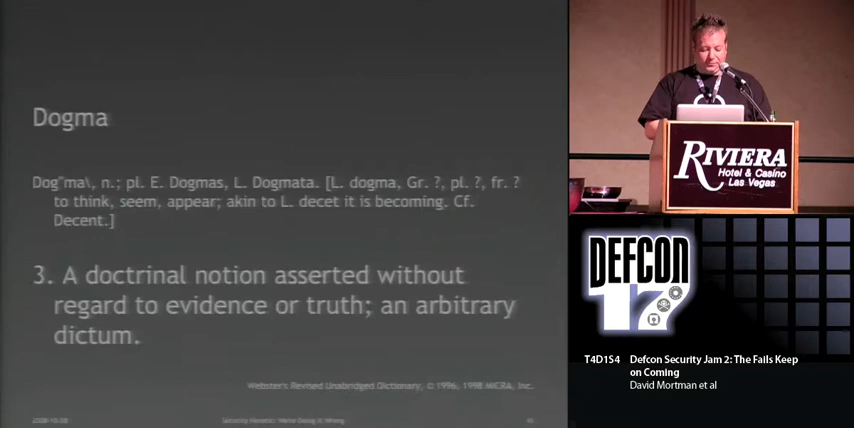 Dogma
Dog"ma\, n.; pl. E. Dogmas, L. Dogmata. [L. dogma, Gr. ?, pl. ?, fr. ?
to think, seem, appear; akin to L. decet it is becoming. Cf.
Decent.]
3. A doctrinal notion asserted without
regard to evidence or truth; an arbitrary
dictum.
Webster's Revised Unabridged Dictionary, © 1996, 1998 MICRA, Inc.
RIVIERA
Hotel & Casino
Las Vegas
DEFCON
17
T4D1S4 Defcon Security Jam 2: The Fails Keep
on Coming
David Mortman et al